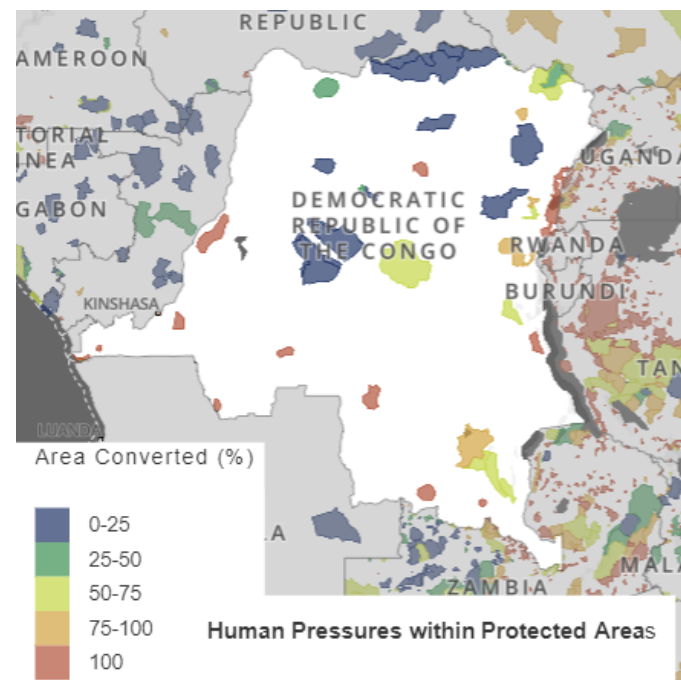 REPUBLIC
AMEROON
TORIAL
INEA
UGANDA
DEMOCRATIC
REPUBLIC OF
THE CONGO
GABON
RWANDA
BURUNDI
KINSHASA
TAN
LUANDA
Area Converted (%)
0-25
25-50
50-75
75-100
100
LA
MALA
ZAMBIA
Human Pressures within Protected Areas